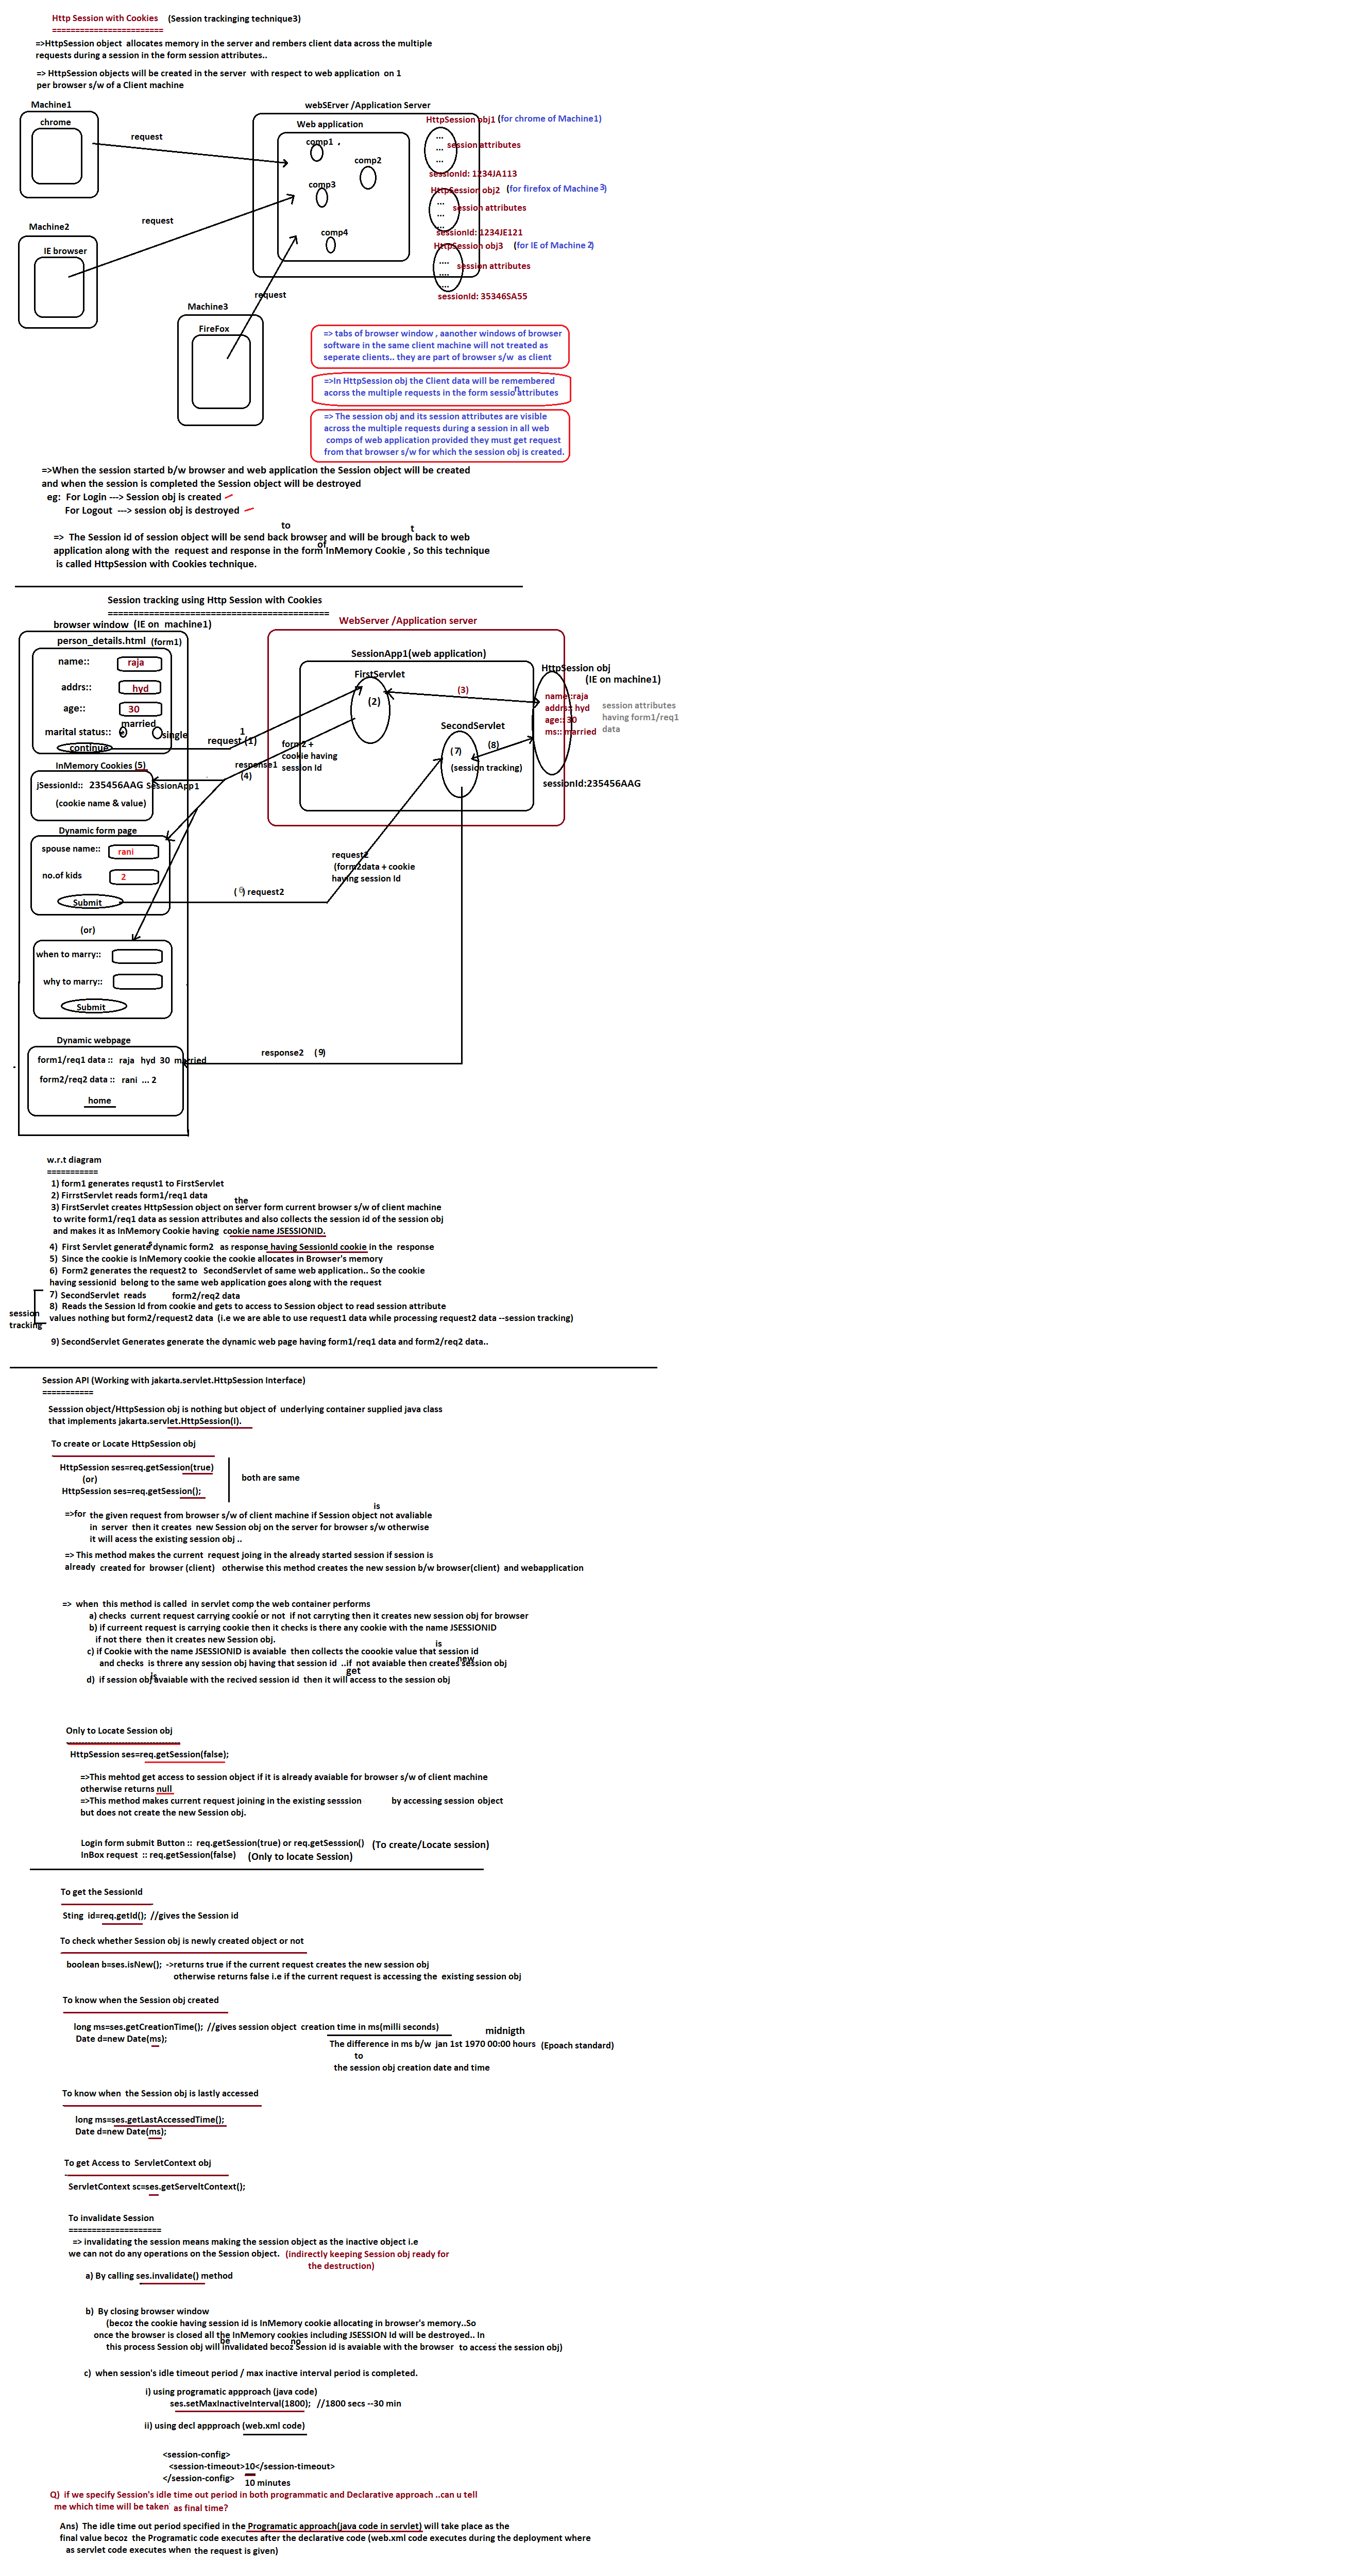 Http Session with Cookies (Session trackinging technique3)
========================
=>HttpSession object allocates memory in the server and rembers client data across the multiple
requests during a session in the form session attributes..
=> HttpSession objects will be created in the server with respect to web application on 1
per browser s/w of a Client machine
Machine1
chrome
request
webSErver /Application Server
Web application
comp1 .
comp2
comp3
comp4
HttpSession obj1 (for chrome of Machine1)
...
...
...
session attributes
sessionId: 1234JA113
HttpSession obj2 (for firefox of Machine 3)
...
...
...
session attributes
sessionId: 1234JE121
HttpSession obj3 (for IE of Machine 2)
....
....
....
session attributes
sessionId: 35346SA55
Machine2
IE browser
request
Machine3
FireFox
request
=> tabs of browser window , aanother windows of browser
software in the same client machine will not treated as
seperate clients.. they are part of browser s/w as client
=>In HttpSession obj the Client data will be remembered
acorss the multiple requests in the form session attributes
=> The session obj and its session attributes are visible
across the multiple requests during a session in all web
comps of web application provided they must get request
from that browser s/w for which the session obj is created.
=>When the session started b/w browser and web application the Session object will be created
and when the session is completed the Session object will be destroyed
eg: For Login ---> Session obj is created
For Logout ---> session obj is destroyed
=> The Session id of session object will be send back to browser and will be brought back to web
application along with the request and response in the form of InMemory Cookie , So this technique
is called HttpSession with Cookies technique.
Session tracking using Http Session with Cookies
===========================================
browser window (IE on machine1)
WebServer /Application server
person_details.html (form1)
name:: raja
addrs:: hyd
age:: 30
married
marital status:: single
continue
SessionApp1(web application)
FirstServlet
(2)
(3)
SecondServlet
(7)
(8)
(session tracking)
HttpSession obj
(IE on machine1)
name::raja
addrs:: hyd
age:: 30
ms:: married
session attributes
having form1/req1
data
sessionId:235456AAG
1
request (1)
form2 +
cookie having
session Id
response1
(4)
InMemory Cookies (5)
jSessionId:: 235456AAG SessionApp1
(cookie name & value)
Dynamic form page
spouse name:: rani
no.of kids 2
Submit
request2
(form2data + cookie
having session Id
(6) request2
(or)
when to marry::
why to marry::
Submit
Dynamic webpage
form1/req1 data :: raja hyd 30 married
form2/req2 data :: rani ... 2
home
response2 (9)
w.r.t diagram
===========
1) form1 generates requst1 to FirstServlet
2) FirrstServlet reads form1/req1 data
3) FirstServlet creates HttpSession object on the server form current browser s/w of client machine
to write form1/req1 data as session attributes and also collects the session id of the session obj
and makes it as InMemory Cookie having cookie name JSESSIONID.
4) First Servlet generates dynamic form2 as response having SessionId cookie in the response
5) Since the cookie is InMemory cookie the cookie allocates in Browser's memory
6) Form2 generates the request2 to SecondServlet of same web application.. So the cookie
having sessionid belong to the same web application goes along with the request
7) SecondServlet reads form2/req2 data
8) Reads the Session Id from cookie and gets to access to Session object to read session attribute
values nothing but form2/request2 data (i.e we are able to use request1 data while processing request2 data --session tracking)
session
tracking
9) SecondServlet Generates generate the dynamic web page having form1/req1 data and form2/req2 data..
Session API (Working with jakarta.servlet.HttpSession Interface)
===========
Sesssion object/HttpSession obj is nothing but object of underlying container supplied java class
that implements jakarta.servlet.HttpSession(I).
To create or Locate HttpSession obj
HttpSession ses=req.getSession(true)
(or)
HttpSession ses=req.getSession();
both are same
=>for the given request from browser s/w of client machine if Session object is not avaliable
in server then it creates new Session obj on the server for browser s/w otherwise
it will acess the existing session obj ..
=> This method makes the current request joing in the already started session if session is
already created for browser (client) otherwise this method creates the new session b/w browser(client) and webapplication
=> when this method is called in servlet comp the web container performs
a) checks current request carrying cookie or not if not carryting then it creates new session obj for browser
b) if curreent request is carrying cookie then it checks is there any cookie with the name JSESSIONID
if not there then it creates new Session obj.
c) if Cookie with the name JSESSIONID is avaiable then collects the coookie value that is session id
and checks is threre any session obj having that session id ..if not avaiable then creates new session obj
d) if session obj is avaiable with the recived session id then it will get access to the session obj
Only to Locate Session obj
---------------------------------
HttpSession ses=req.getSession(false);
=>This mehtod get access to session object if it is already avaiable for browser s/w of client machine
otherwise returns null
=>This method makes current request joining in the existing sesssion by accessing session object
but does not create the new Session obj.
Login form submit Button :: req.getSession(true) or req.getSesssion() (To create/Locate session)
InBox request :: req.getSession(false) (Only to locate Session)
To get the SessionId
Sting id=req.getId(); //gives the Session id
To check whether Session obj is newly created object or not
boolean b=ses.isNew(); ->returns true if the current request creates the new session obj
otherwise returns false i.e if the current request is accessing the existing session obj
To know when the Session obj created
long ms=ses.getCreationTime(); //gives session object creation time in ms(milli seconds)
Date d=new Date(ms);
midnigth
The difference in ms b/w jan 1st 1970 00:00 hours (Epoach standard)
to
the session obj creation date and time
To know when the Session obj is lastly accessed
long ms=ses.getLastAccessedTime();
Date d=new Date(ms);
To get Access to ServletContext obj
ServletContext sc=ses.getServeltContext();
To invalidate Session
====================
=> invalidating the session means making the session object as the inactive object i.e
we can not do any operations on the Session object. (indirectly keeping Session obj ready for
the destruction)
a) By calling ses.invalidate() method
b) By closing browser window
(becoz the cookie having session id is InMemory cookie allocating in browser's memory..So
once the browser is closed all the InMemory cookies including JSESSION Id will be destroyed.. In
this process Session obj will be invalidated becoz no Session id is avaiable with the browser to access the session obj)
c) when session's idle timeout period / max inactive interval period is completed.
i) using programatic appproach (java code)
ses.setMaxInactiveInterval(1800); //1800 secs --30 min
ii) using decl appproach (web.xml code)
<session-config>
<session-timeout>10</session-timeout>
</session-config>
10 minutes
Q) if we specify Session's idle time out period in both programmatic and Declarative approach ..can u tell
me which time will be taken as final time?
Ans) The idle time out period specified in the Programatic approach(java code in servlet) will take place as the
final value becoz the Programatic code executes after the declarative code (web.xml code executes during the deployment where
as servlet code executes when the request is given)